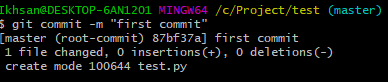 Ikhsan@DESKTOP-6AN12O1 MINGW64 /c/Project/test (master)
$ git commit -m "first commit"
[master (root-commit) 87bf37a] first commit
 1 file changed, 0 insertions(+), 0 deletions(-)
 create mode 100644 test.py